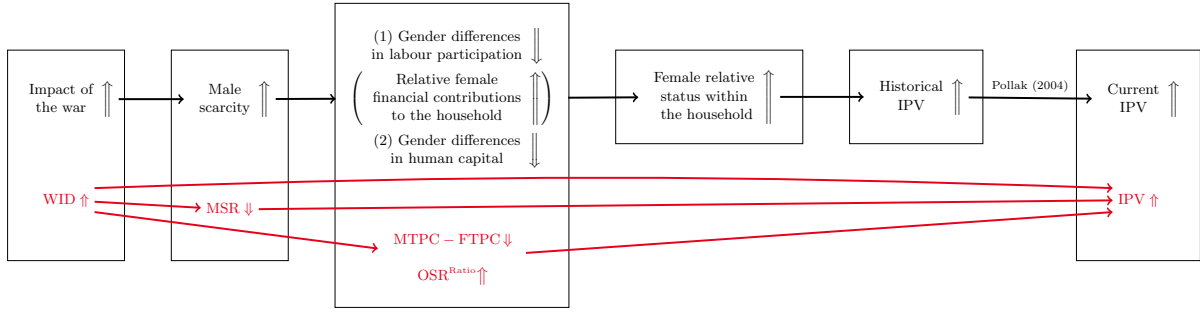 Impact of
the war ⇑
Male
scarcity ⇑
(1) Gender differences
in labour participation ⇓
( Relative female
financial contributions
to the household ⇑ )
(2) Gender differences
in human capital ⇓
Female relative
status within
the household ⇑
Historical
IPV ⇑
Pollak (2004)
Current
IPV ⇑
WID ⇑
MSR ⇓
MTPC − FTPC ⇓
OSR^Ratio ⇑
IPV ⇑